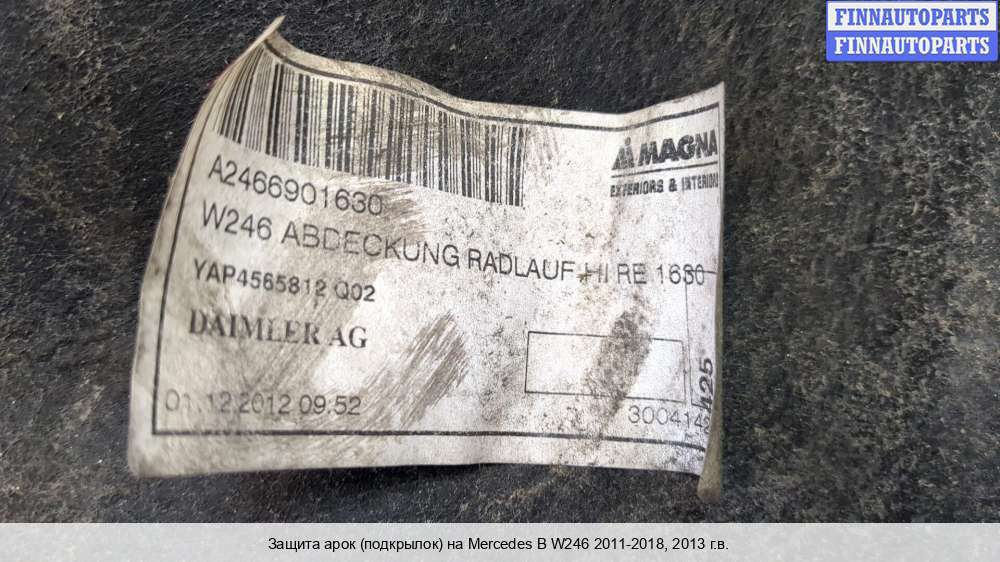 FINNAUTOPARTS
FINNAUTOPARTS
MAGNA
EXTERIORS & INTERIORS
A2466901630
W246 ABDECKUNG RADLAUF HI RE 1630
YAP4565812 Q02
DAIMLER AG
01.12.2012 09.52
3004142
425
Защита арок (подкрылок) на Mercedes B W246 2011-2018, 2013 г.в.